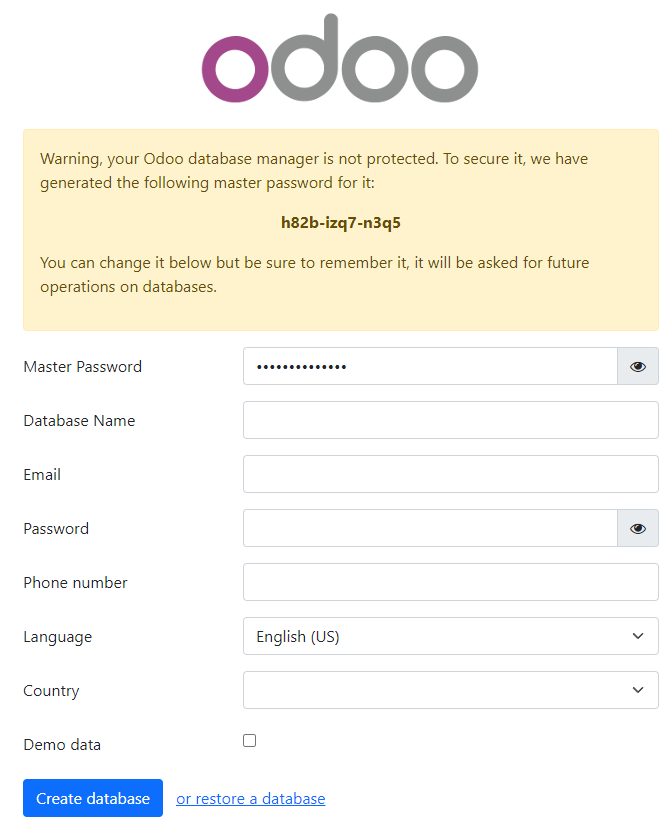 odoo
Warning, your Odoo database manager is not protected. To secure it, we have
generated the following master password for it:
h82b-izq7-n3q5
You can change it below but be sure to remember it, it will be asked for future
operations on databases.
Master Password ••••••••••••••
Database Name
Email
Password
Phone number
Language English (US)
Country
Demo data
Create database or restore a database